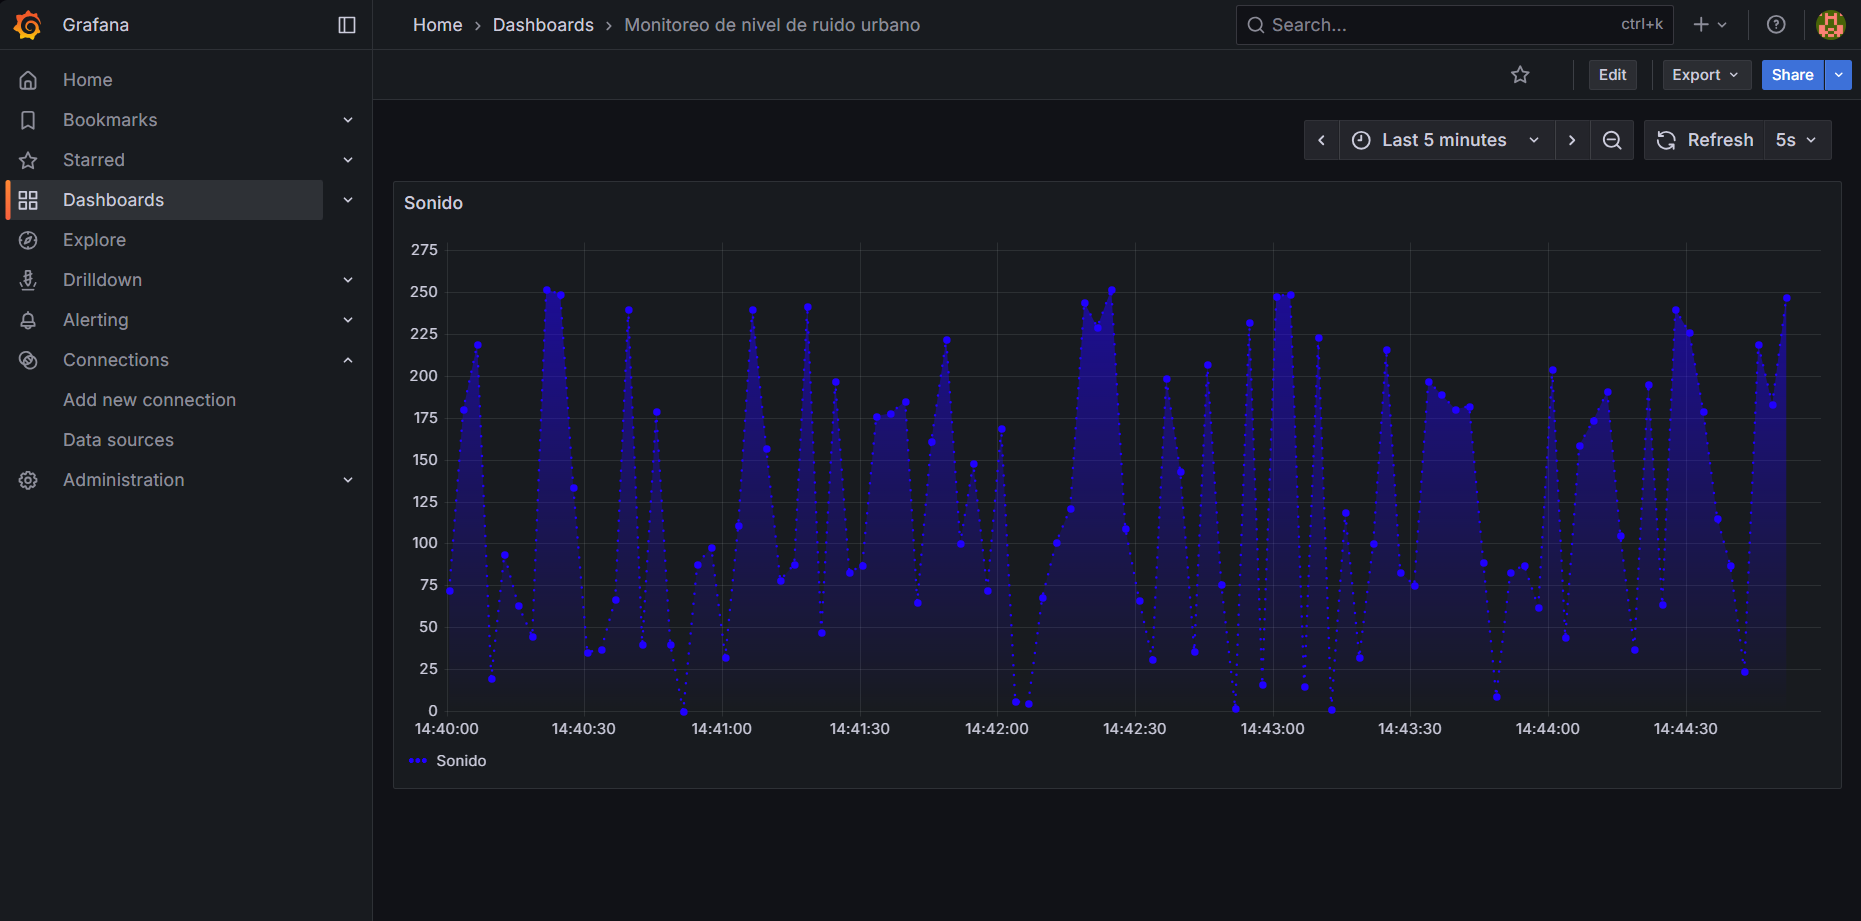 Grafana
Home
Bookmarks
Starred
Dashboards
Explore
Drilldown
Alerting
Connections
Add new connection
Data sources
Administration
Home › Dashboards › Monitoreo de nivel de ruido urbano
Search... ctrl+k
Edit Export Share
Last 5 minutes Refresh 5s
Sonido
275
250
225
200
175
150
125
100
75
50
25
0
14:40:00 14:40:30 14:41:00 14:41:30 14:42:00 14:42:30 14:43:00 14:43:30 14:44:00 14:44:30
Sonido